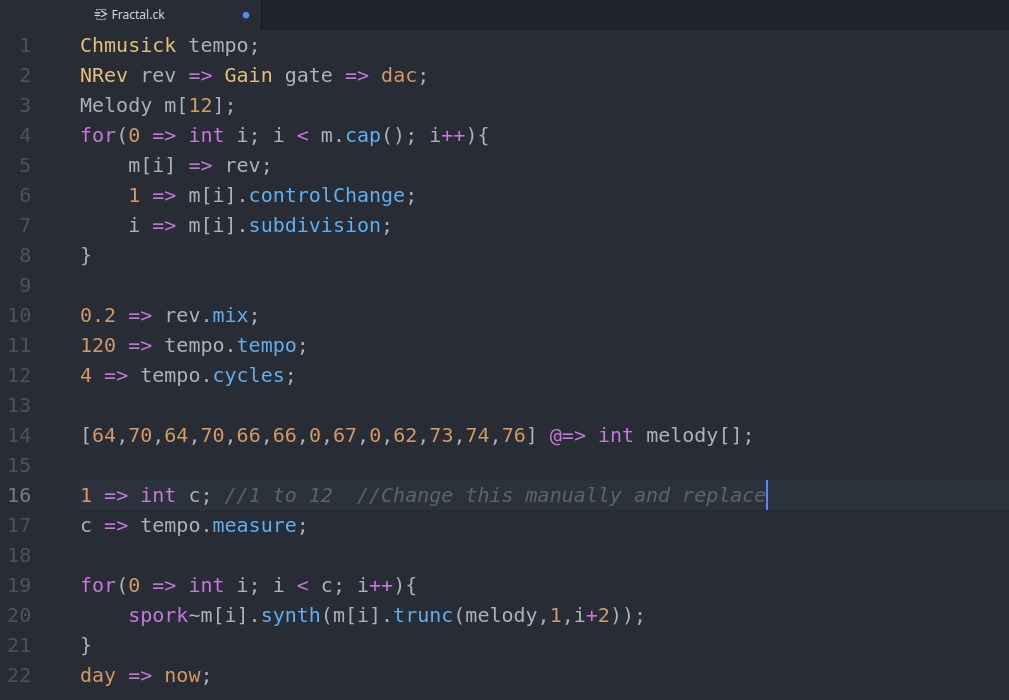 Fractal.ck
1 Chmusick tempo;
2 NRev rev => Gain gate => dac;
3 Melody m[12];
4 for(0 => int i; i < m.cap(); i++){
5     m[i] => rev;
6     1 => m[i].controlChange;
7     i => m[i].subdivision;
8 }
9
10 0.2 => rev.mix;
11 120 => tempo.tempo;
12 4 => tempo.cycles;
13
14 [64,70,64,70,66,66,0,67,0,62,73,74,76] @=> int melody[];
15
16 1 => int c; //1 to 12  //Change this manually and replace
17 c => tempo.measure;
18
19 for(0 => int i; i < c; i++){
20     spork~m[i].synth(m[i].trunc(melody,1,i+2));
21 }
22 day => now;